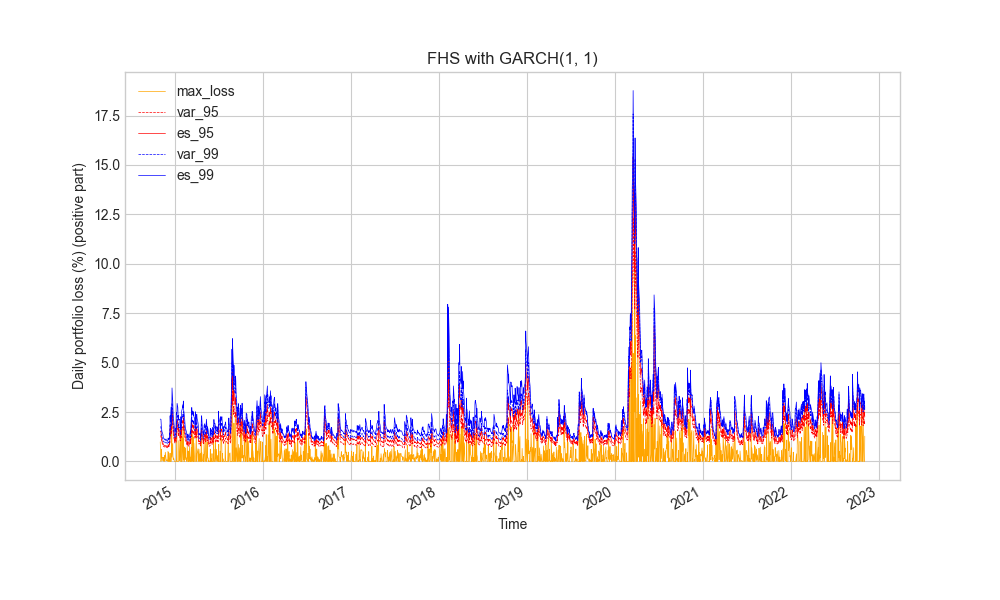 FHS with GARCH(1, 1)
max_loss
var_95
es_95
var_99
es_99
Daily portfolio loss (%) (positive part)
17.5
15.0
12.5
10.0
7.5
5.0
2.5
0.0
2015
2016
2017
2018
2019
2020
2021
2022
2023
Time